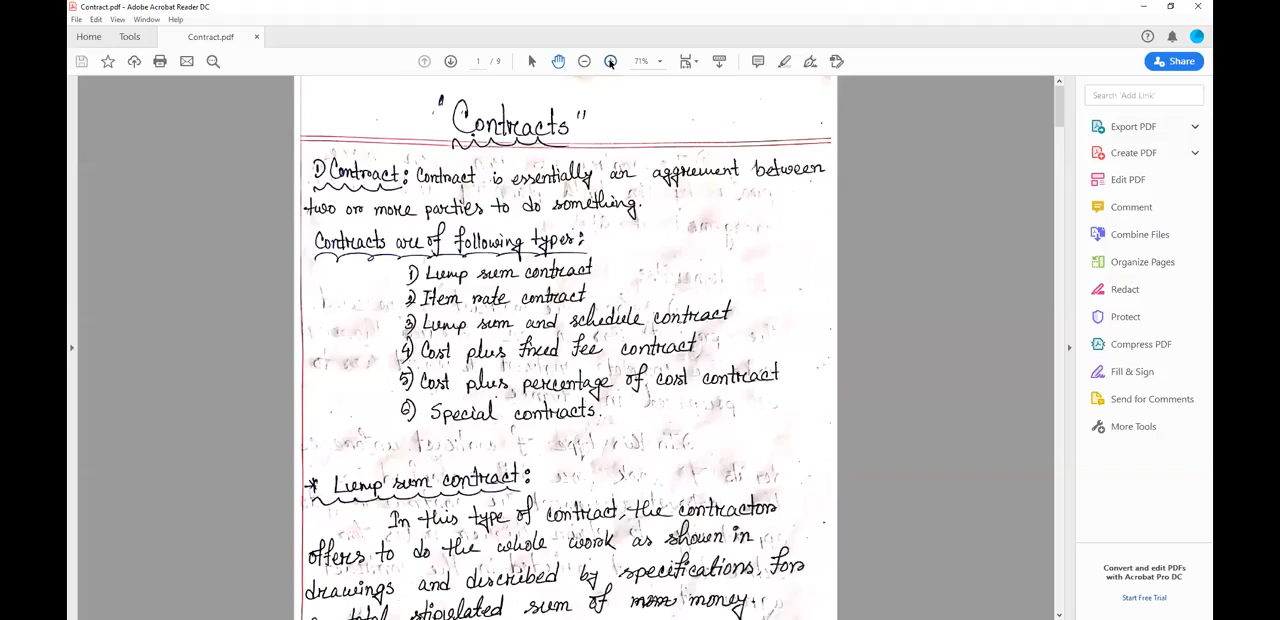 Contract.pdf - Adobe Acrobat Reader DC
File Edit View Window Help
Home Tools Contract.pdf ×
1 / 9 71%
Share
"Contracts"
1) Contract: Contract is essentially an aggrement between
two or more parties to do something.
Contracts are of following types:
1) Lump sum contract
2) Item rate contract
3) Lump sum and schedule contract
4) Cost plus fixed fee contract
5) Cost plus percentage of cost contract
6) Special contracts.
* Lump sum contract:
In this type of contract, the contractor
offers to do the whole work as shown in
drawings and described by specifications, for
a total stipulated sum of money.
Search 'Add Link'
Export PDF
Create PDF
Edit PDF
Comment
Combine Files
Organize Pages
Redact
Protect
Compress PDF
Fill & Sign
Send for Comments
More Tools
Convert and edit PDFs
with Acrobat Pro DC
Start Free Trial